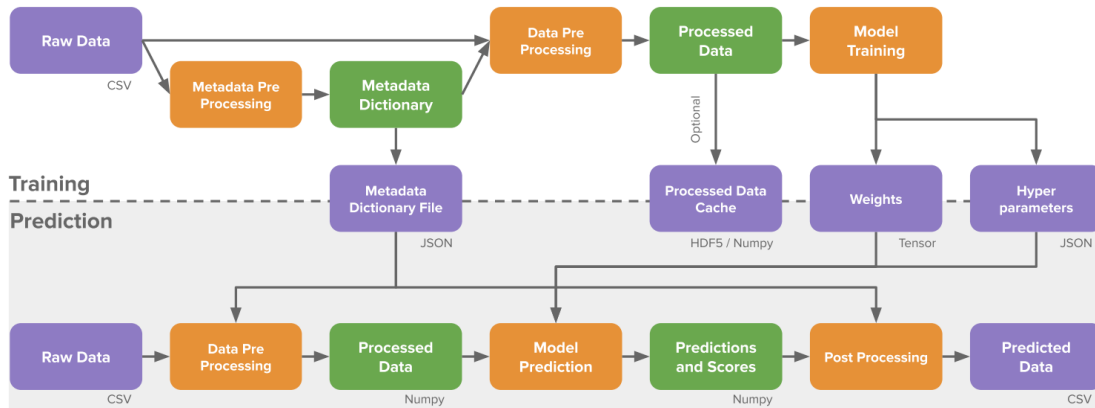 Raw Data
CSV
Metadata Pre
Processing
Metadata
Dictionary
Data Pre
Processing
Processed
Data
Model
Training
Optional
Training
Metadata
Dictionary File
JSON
Processed Data
Cache
HDF5 / Numpy
Weights
Tensor
Hyper
parameters
JSON
Prediction
Raw Data
CSV
Data Pre
Processing
Processed
Data
Numpy
Model
Prediction
Predictions
and Scores
Numpy
Post Processing
Predicted
Data
CSV